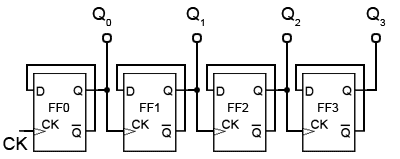 Q0 Q1 Q2 Q3
D Q D Q D Q D Q
FF0 FF1 FF2 FF3
CK CK CK CK
Q̅ Q̅ Q̅ Q̅
CK